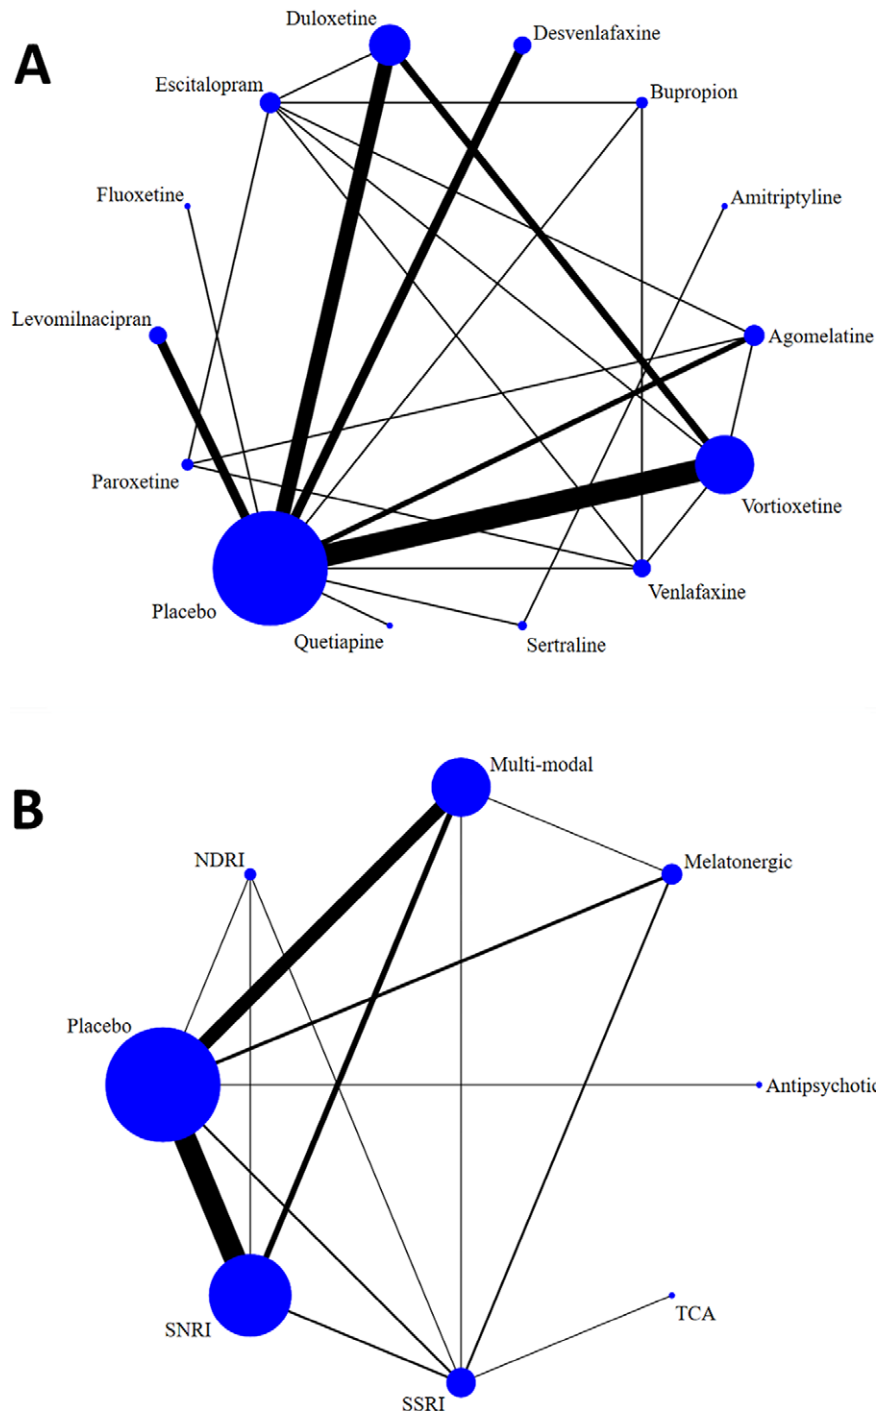 A
Duloxetine
Desvenlafaxine
Escitalopram
Bupropion
Fluoxetine
Amitriptyline
Levomilnacipran
Agomelatine
Paroxetine
Vortioxetine
Placebo
Venlafaxine
Quetiapine
Sertraline
B
Multi-modal
NDRI
Melatonergic
Placebo
Antipsychotic
SNRI
TCA
SSRI